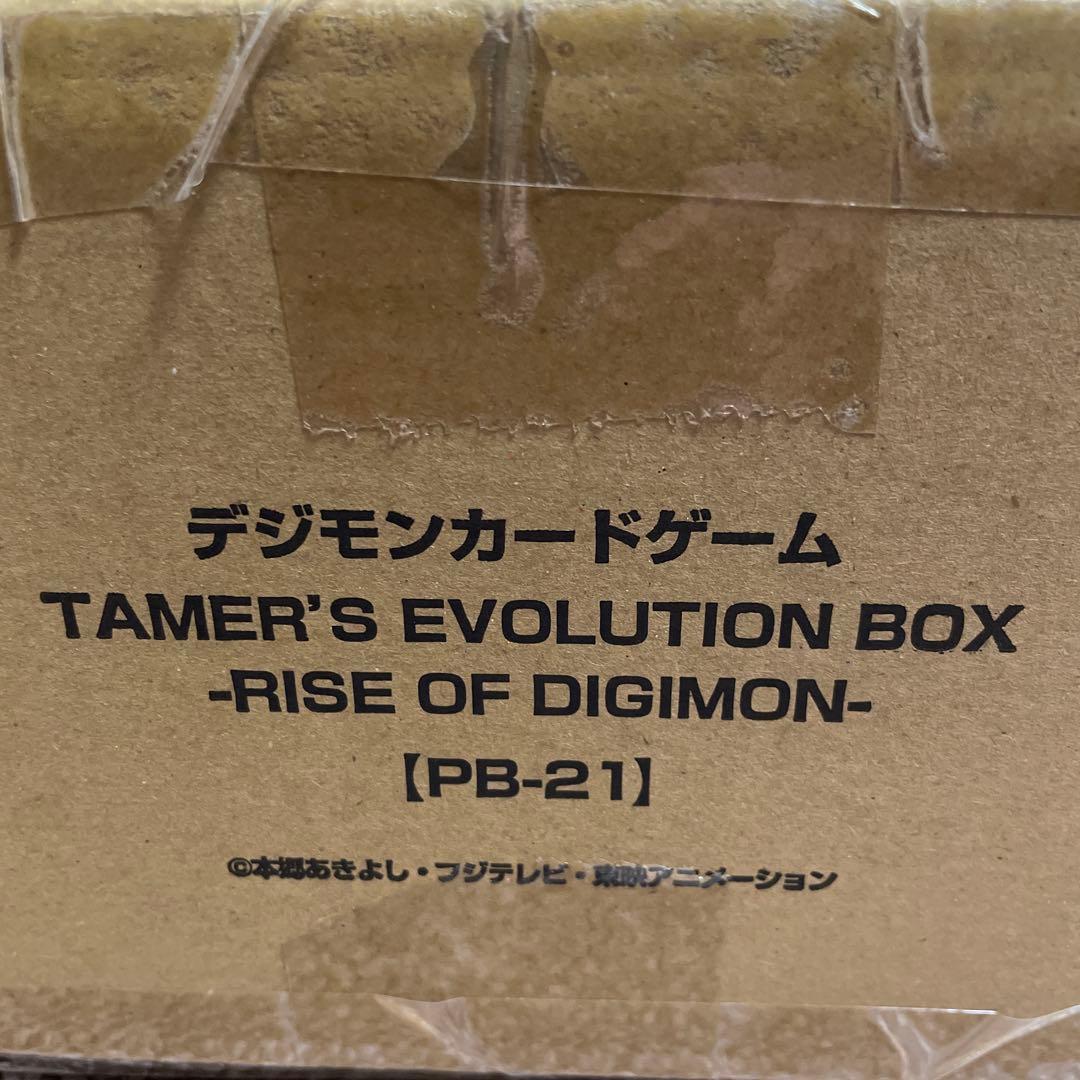 デジモンカードゲーム
TAMER'S EVOLUTION BOX
-RISE OF DIGIMON-
【PB-21】
©本郷あきよし・フジテレビ・東映アニメーション